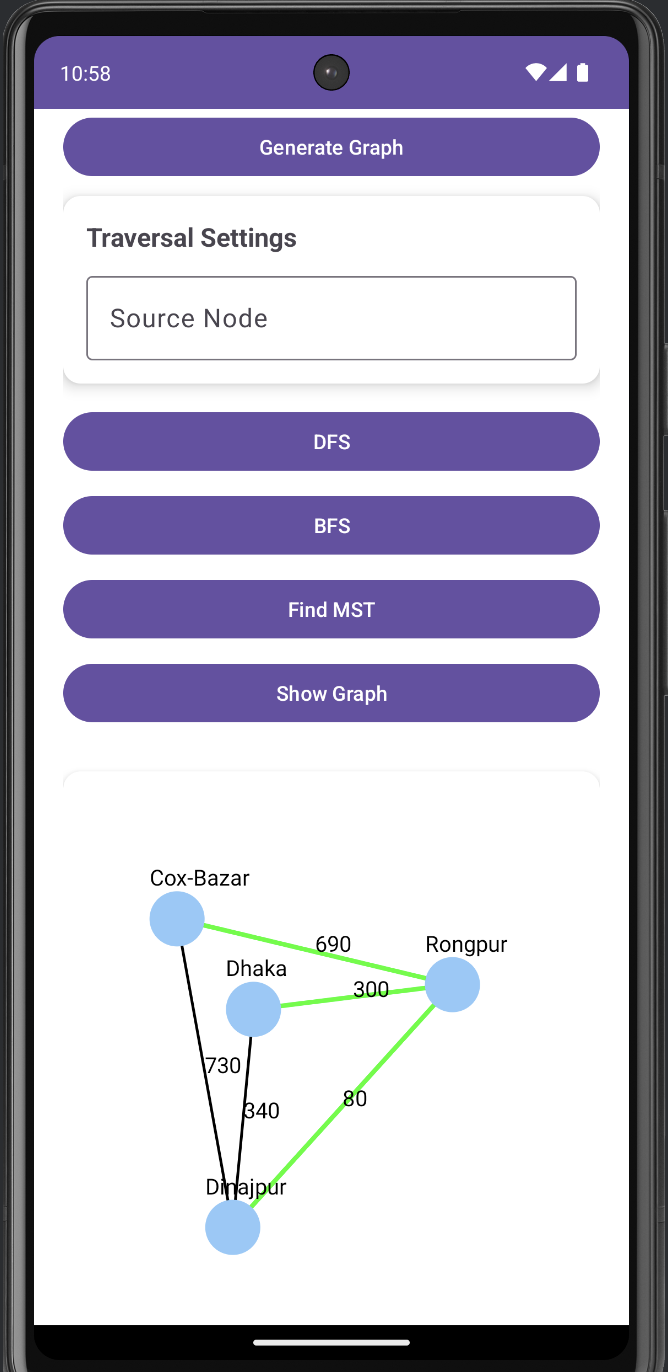 10:58
Generate Graph
Traversal Settings
Source Node
DFS
BFS
Find MST
Show Graph
Cox-Bazar
690
Rongpur
Dhaka
300
730
80
340
Dinajpur